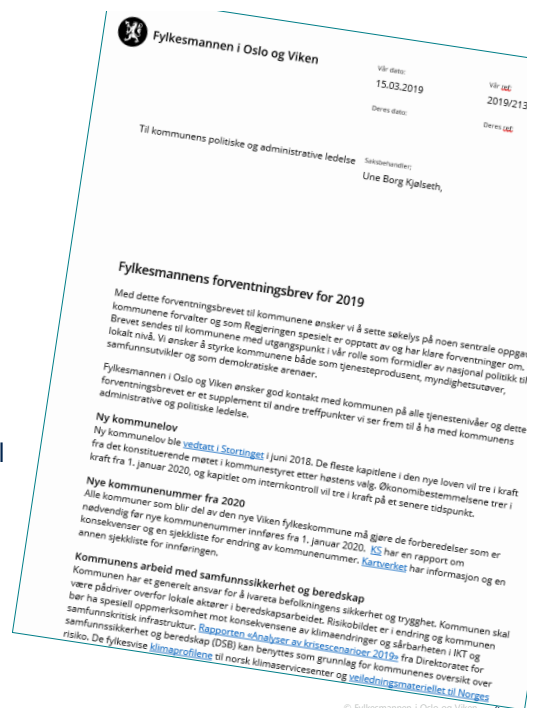 Fylkesmannen i Oslo og Viken
Vår dato:
15.03.2019
Vår ref:
2019/213
Deres dato:
Deres ref:
Til kommunens politiske og administrative ledelse
Saksbehandler:
Une Borg Kjølseth,
Fylkesmannens forventningsbrev for 2019
Med dette forventningsbrevet til kommunene ønsker vi å sette søkelys på noen sentrale oppgav
kommunene forvalter og som Regjeringen spesielt er opptatt av og har klare forventninger om.
Brevet sendes til kommunene med utgangspunkt i vår rolle som formidler av nasjonal politikk til
lokalt nivå. Vi ønsker å styrke kommunene både som tjenesteprodusent, myndighetsutøver,
samfunnsutvikler og som demokratiske arenaer.
Fylkesmannen i Oslo og Viken ønsker god kontakt med kommunen på alle tjenestenivåer og dette
forventningsbrevet er et supplement til andre treffpunkter vi ser frem til å ha med kommunens
administrative og politiske ledelse.
Ny kommunelov
Ny kommunelov ble vedtatt i Stortinget i juni 2018. De fleste kapitlene i den nye loven vil tre i kraft
fra det konstituerende møtet i kommunestyret etter høstens valg. Økonomibestemmelsene trer i
kraft fra 1. januar 2020, og kapitlet om internkontroll vil tre i kraft på et senere tidspunkt.
Nye kommunenummer fra 2020
Alle kommuner som blir del av den nye Viken fylkeskommune må gjøre de forberedelser som er
nødvendig før nye kommunenummer innføres fra 1. januar 2020. KS har en rapport om
konsekvenser og en sjekkliste for endring av kommunenummer. Kartverket har informasjon og en
annen sjekkliste for innføringen.
Kommunens arbeid med samfunnssikkerhet og beredskap
Kommunen har et generelt ansvar for å ivareta befolkningens sikkerhet og trygghet. Kommunen skal
være pådriver overfor lokale aktører i beredskapsarbeidet. Risikobildet er i endring og kommunen
bør ha spesiell oppmerksomhet mot konsekvensene av klimaendringer og sårbarheten i IKT og
samfunnskritisk infrastruktur. Rapporten «Analyser av krisescenarioer 2019» fra Direktoratet for
samfunnssikkerhet og beredskap (DSB) kan benyttes som grunnlag for kommunenes oversikt over
risiko. De fylkesvise klimaprofilene til norsk klimaservicesenter og veiledningsmateriellet til Norges
© Fylkesmannen i Oslo og Viken